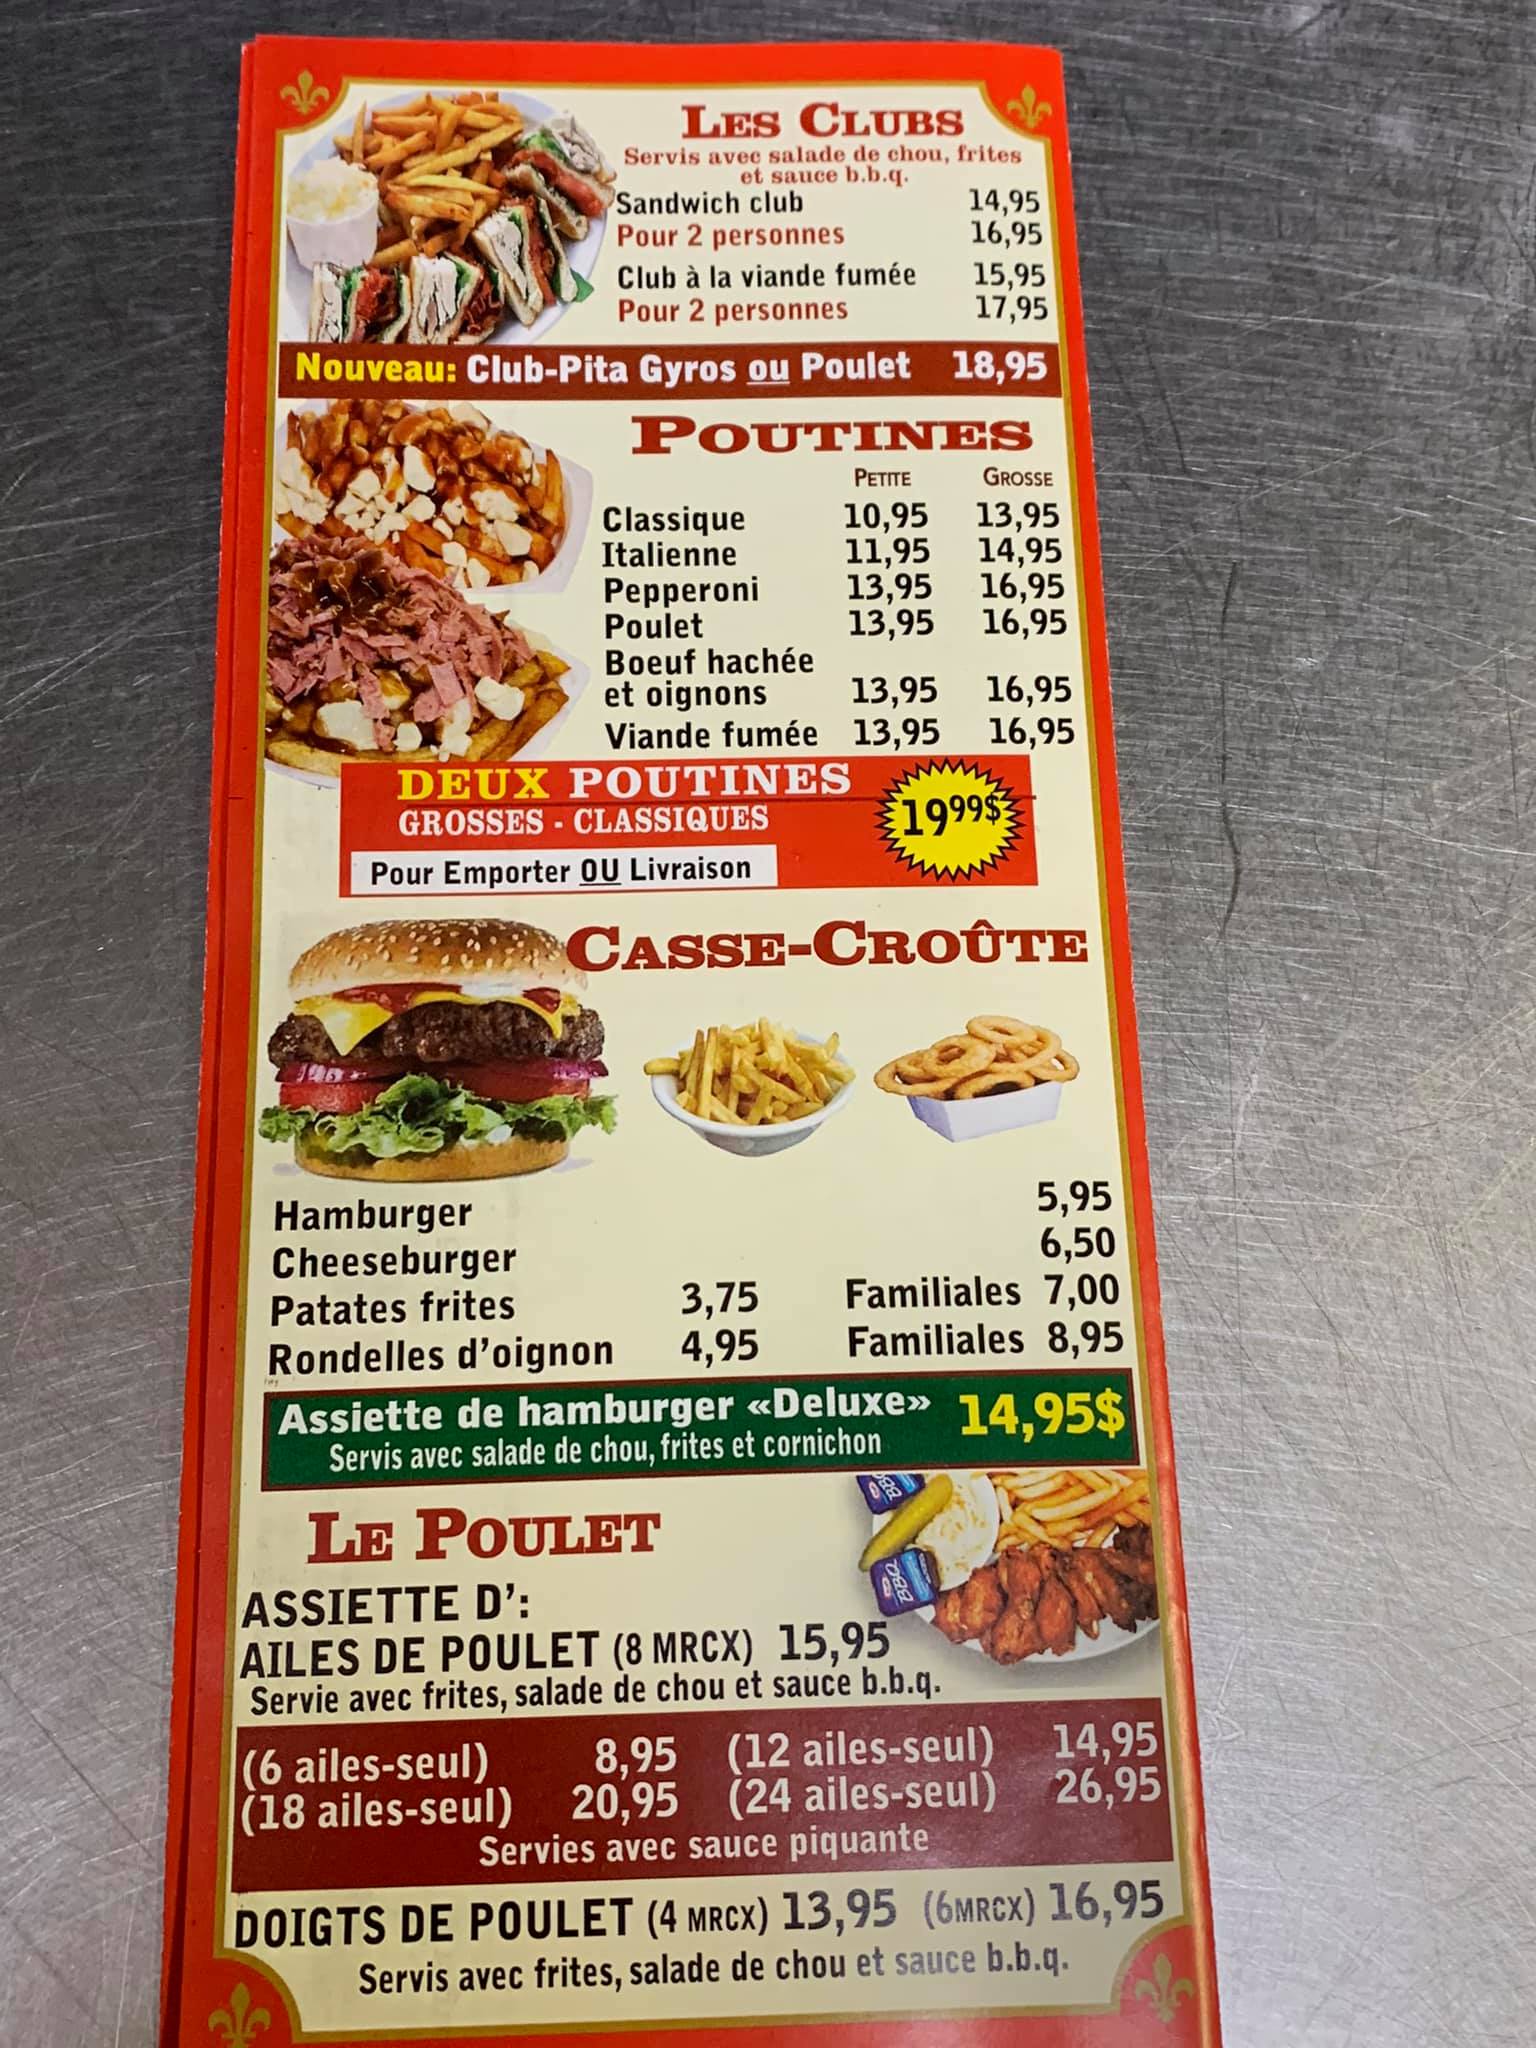 LES CLUBS
Servis avec salade de chou, frites
et sauce b.b.q.
Sandwich club 14,95
Pour 2 personnes 16,95
Club à la viande fumée 15,95
Pour 2 personnes 17,95
Nouveau: Club-Pita Gyros ou Poulet 18,95
POUTINES
PETITE GROSSE
Classique 10,95 13,95
Italienne 11,95 14,95
Pepperoni 13,95 16,95
Poulet 13,95 16,95
Boeuf hachée
et oignons 13,95 16,95
Viande fumée 13,95 16,95
DEUX POUTINES
GROSSES - CLASSIQUES
1999$
Pour Emporter OU Livraison
CASSE-CROÛTE
Hamburger 5,95
Cheeseburger 6,50
Patates frites 3,75 Familiales 7,00
Rondelles d'oignon 4,95 Familiales 8,95
Assiette de hamburger «Deluxe» 14,95$
Servis avec salade de chou, frites et cornichon
LE POULET
BBQ
BBQ
ASSIETTE D':
AILES DE POULET (8 MRCX) 15,95
Servie avec frites, salade de chou et sauce b.b.q.
(6 ailes-seul) 8,95 (12 ailes-seul) 14,95
(18 ailes-seul) 20,95 (24 ailes-seul) 26,95
Servies avec sauce piquante
DOIGTS DE POULET (4 MRCX) 13,95 (6MRCX) 16,95
Servis avec frites, salade de chou et sauce b.b.q.